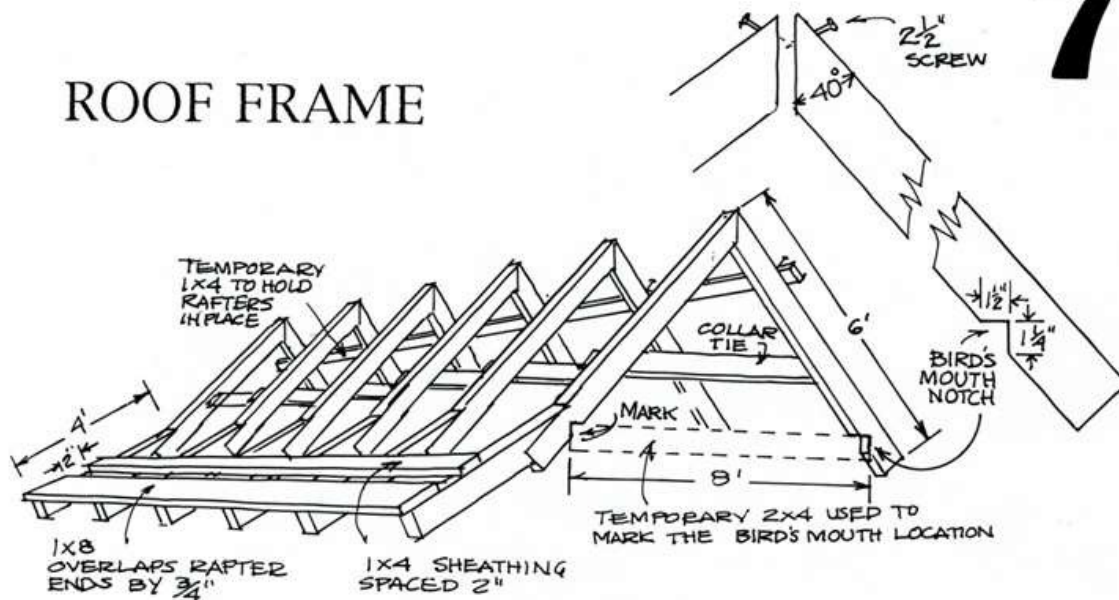 7
ROOF FRAME
2 1/2"
SCREW
40°
TEMPORARY
1x4 TO HOLD
RAFTERS
IN PLACE
6'
1 1/2"
1 1/4"
COLLAR
TIE
BIRD'S
MOUTH
NOTCH
MARK
4'
12"
8'
TEMPORARY 2x4 USED TO
MARK THE BIRD'S MOUTH LOCATION
1x8
OVERLAPS RAFTER
ENDS BY 3/4"
1x4 SHEATHING
SPACED 2"